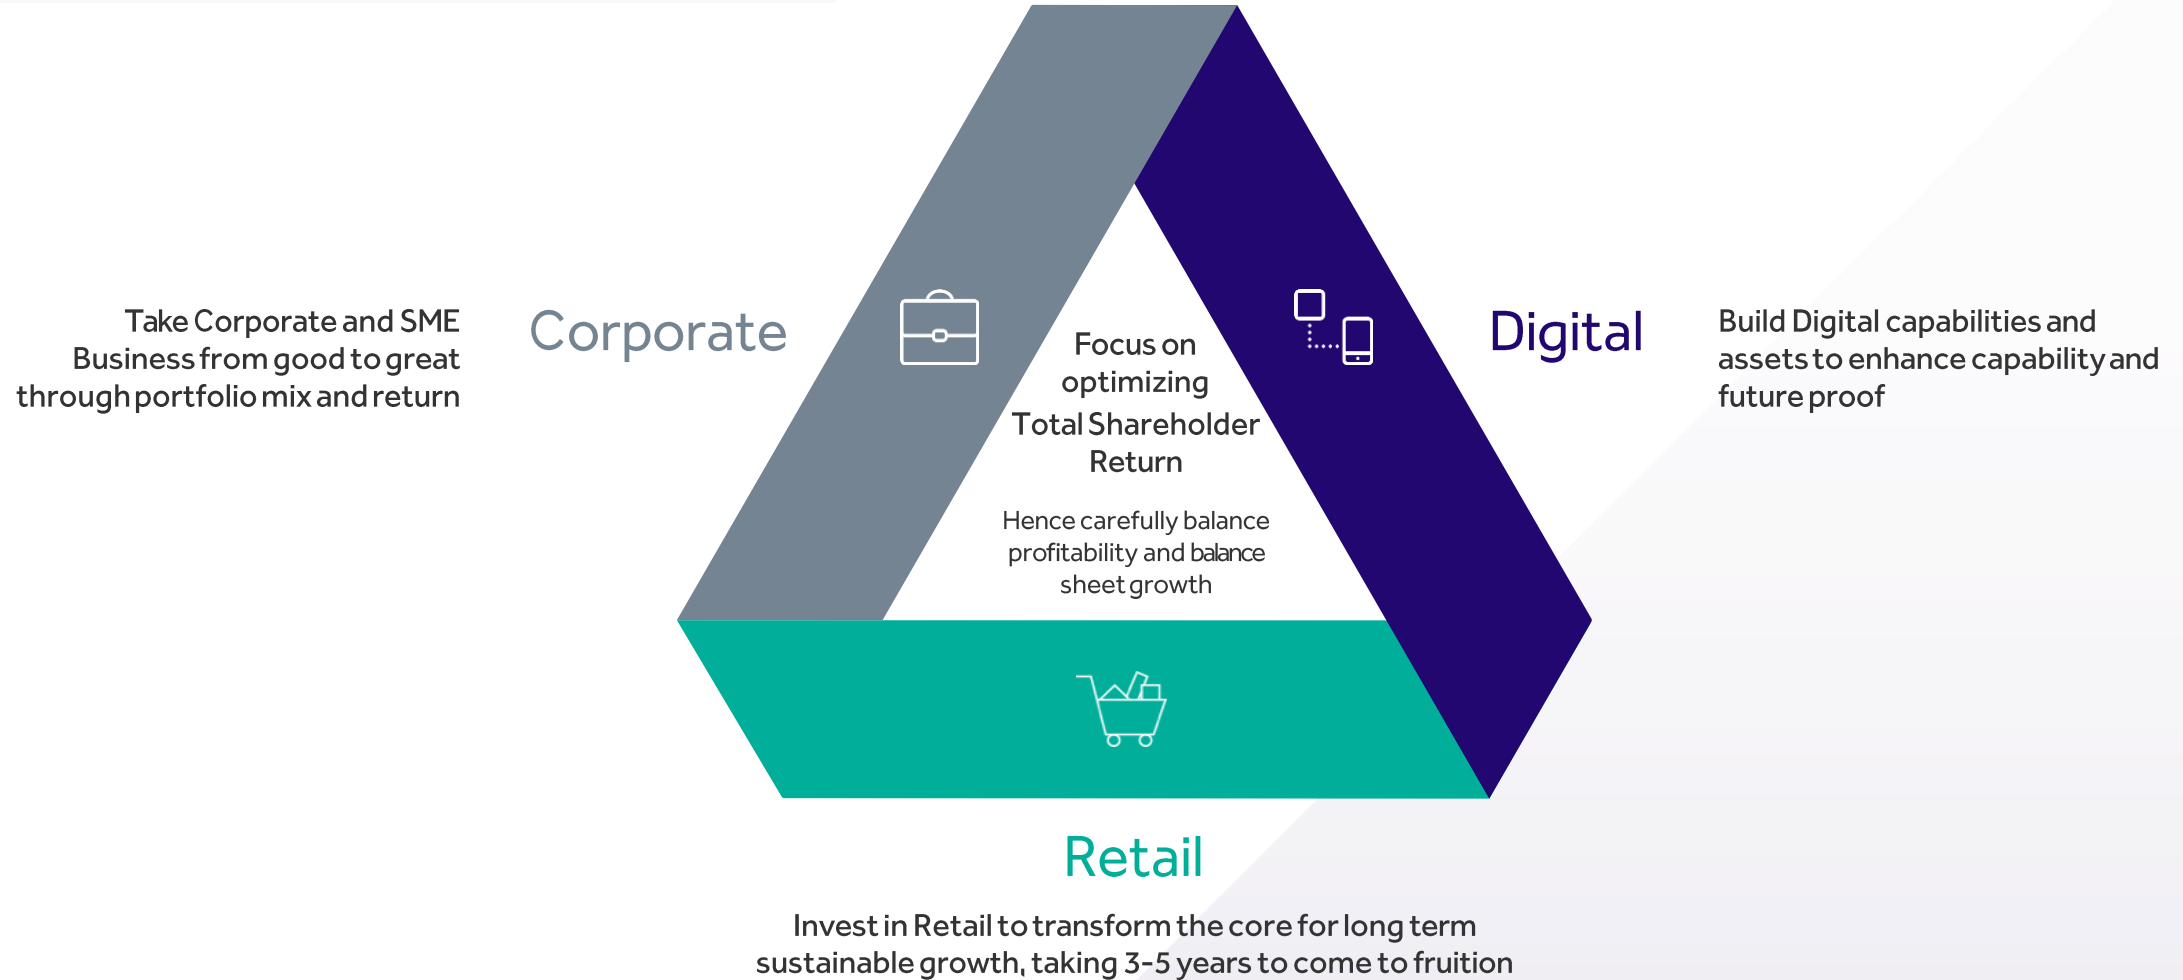 Take Corporate and SME
Business from good to great
through portfolio mix and return
Corporate
Focus on
optimizing
Total Shareholder
Return
Hence carefully balance
profitability and balance
sheet growth
Digital
Build Digital capabilities and
assets to enhance capability and
future proof
Retail
Invest in Retail to transform the core for long term
sustainable growth, taking 3-5 years to come to fruition